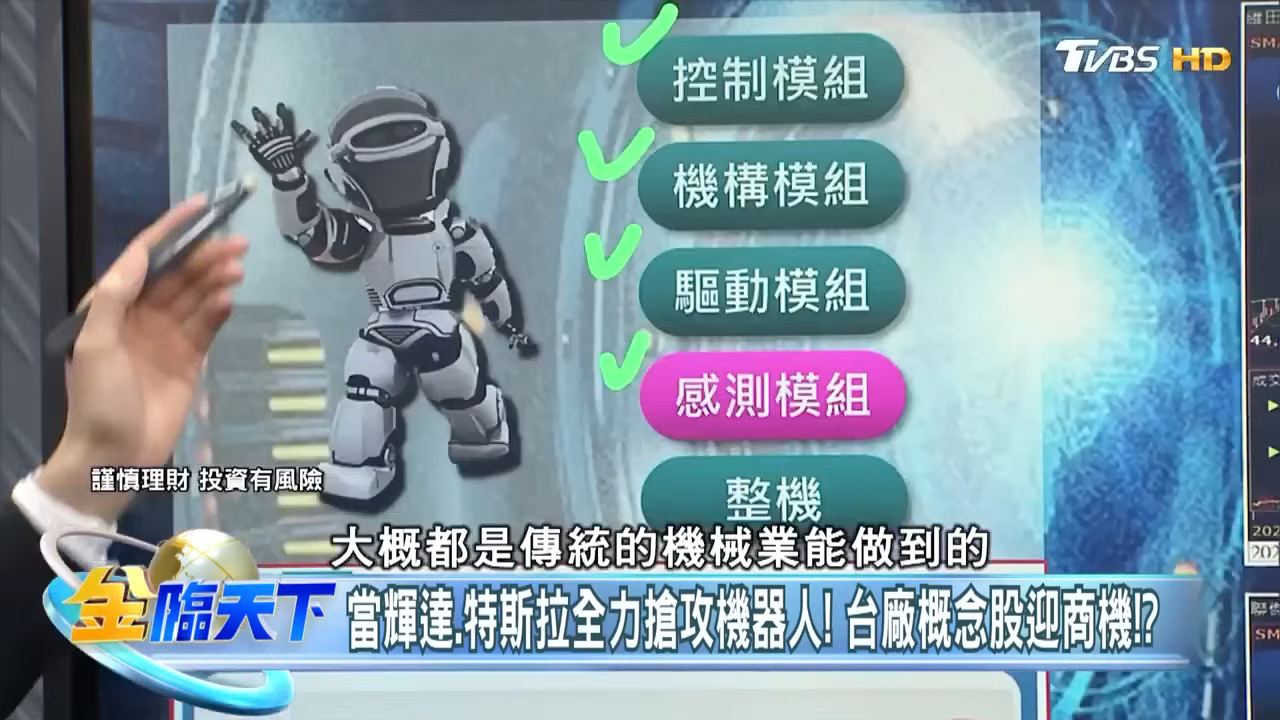 TVBS HD
控制模組
機構模組
驅動模組
感測模組
整機
謹慎理財 投資有風險
大概都是傳統的機械業能做到的
金臨天下
當輝達.特斯拉全力搶攻機器人! 台廠概念股迎商機!?
44.